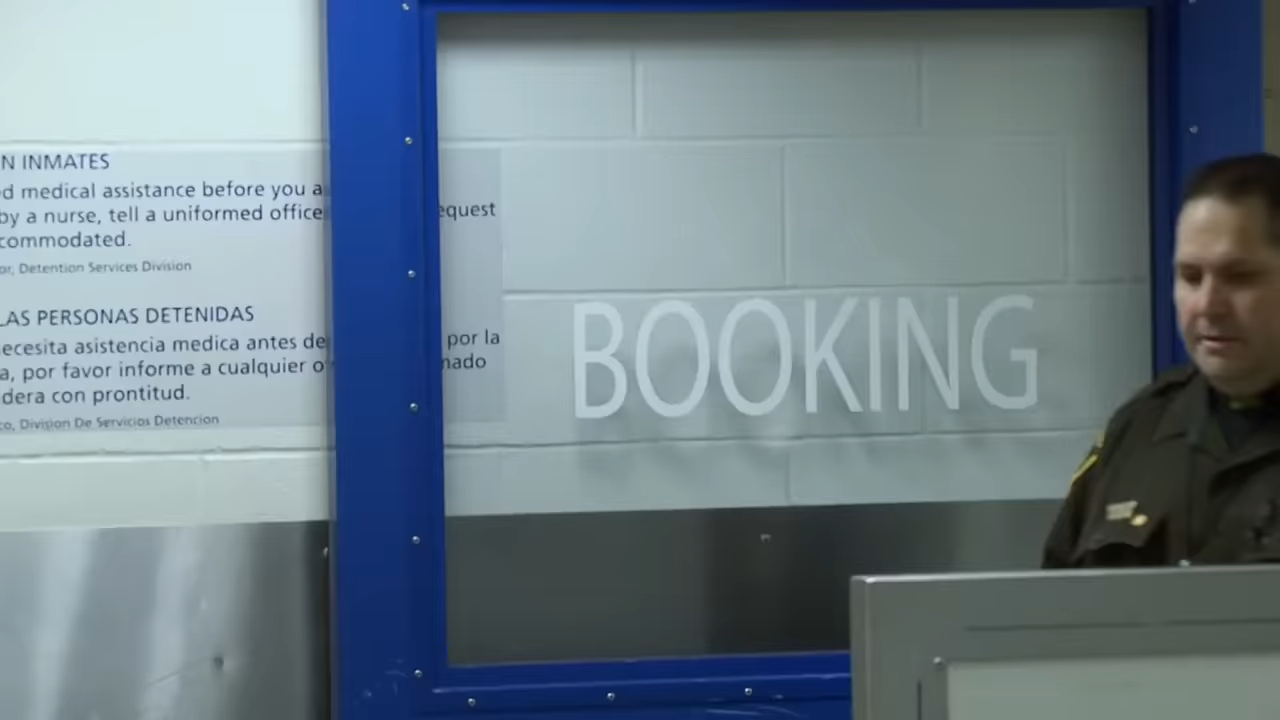 N INMATES
d medical assistance before you a
by a nurse, tell a uniformed office equest
commodated.
or, Detention Services Division
LAS PERSONAS DETENIDAS
ecesita asistencia medica antes de por la
a, por favor informe a cualquier o nado
dera con prontitud.
co, Division De Servicios Detencion
BOOKING